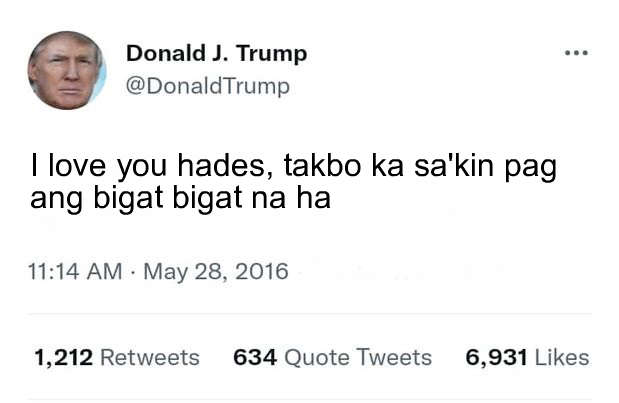 Donald J. Trump
@DonaldTrump
I love you hades, takbo ka sa'kin pag
ang bigat bigat na ha
11:14 AM · May 28, 2016
1,212 Retweets 634 Quote Tweets 6,931 Likes